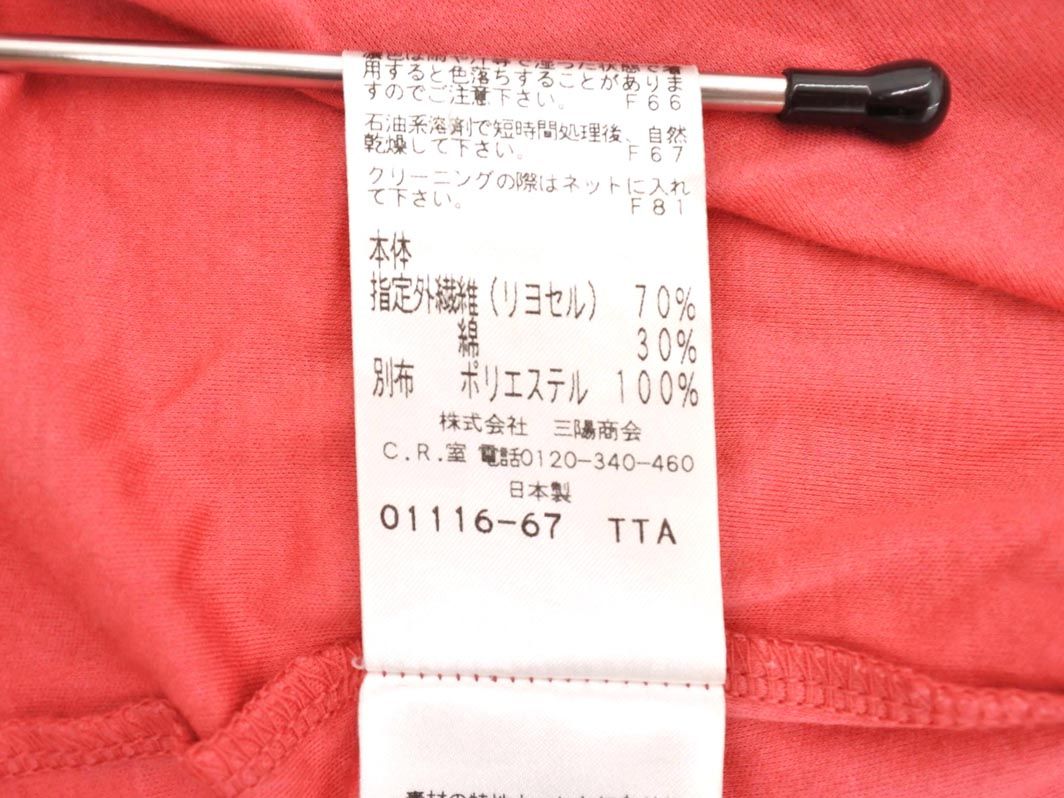 用すると色落ちすることがありま
すのでご注意下さい。 F66
石油系溶剤で短時間処理後、自然
乾燥して下さい。 F67
クリーニングの際はネットに入れ
て下さい。 F81
本体
指定外繊維(リヨセル) 70%
綿 30%
別布 ポリエステル 100%
株式会社 三陽商会
C.R.室 電話0120-340-460
日本製
01116-67 TTA